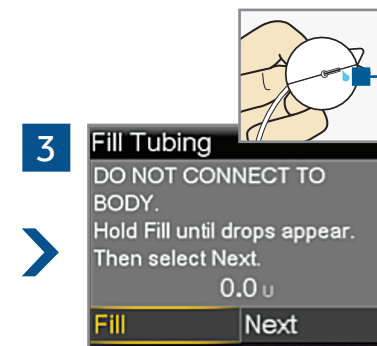 3
Fill Tubing
DO NOT CONNECT TO
BODY.
Hold Fill until drops appear.
Then select Next.
0.0 U
Fill
Next